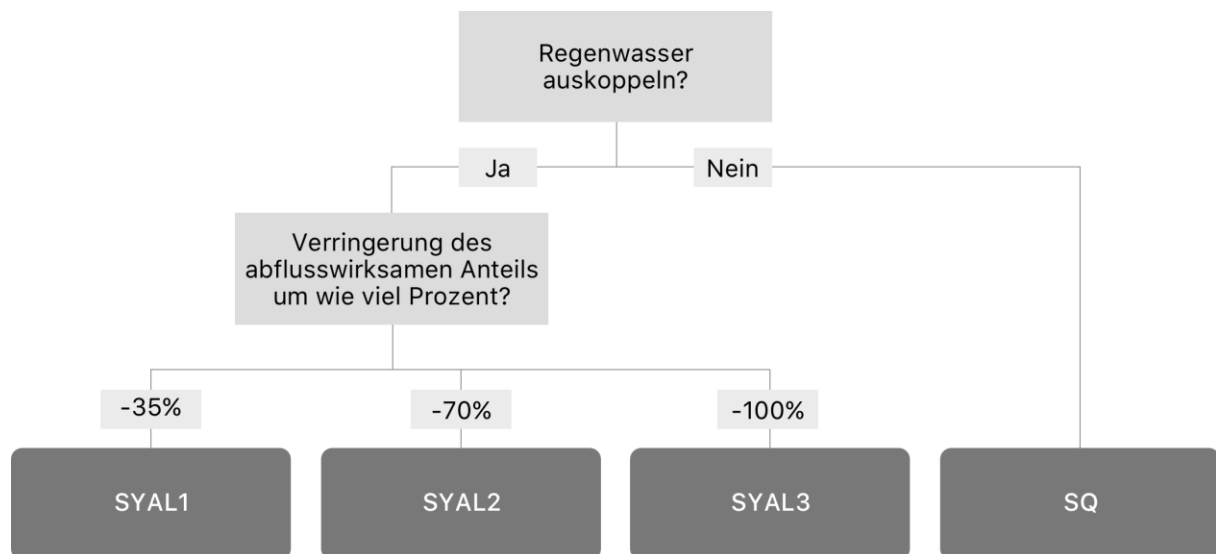 Regenwasser
auskoppeln?
Ja
Nein
Verringerung des
abflusswirksamen Anteils
um wie viel Prozent?
-35%
-70%
-100%
SYAL1
SYAL2
SYAL3
SQ